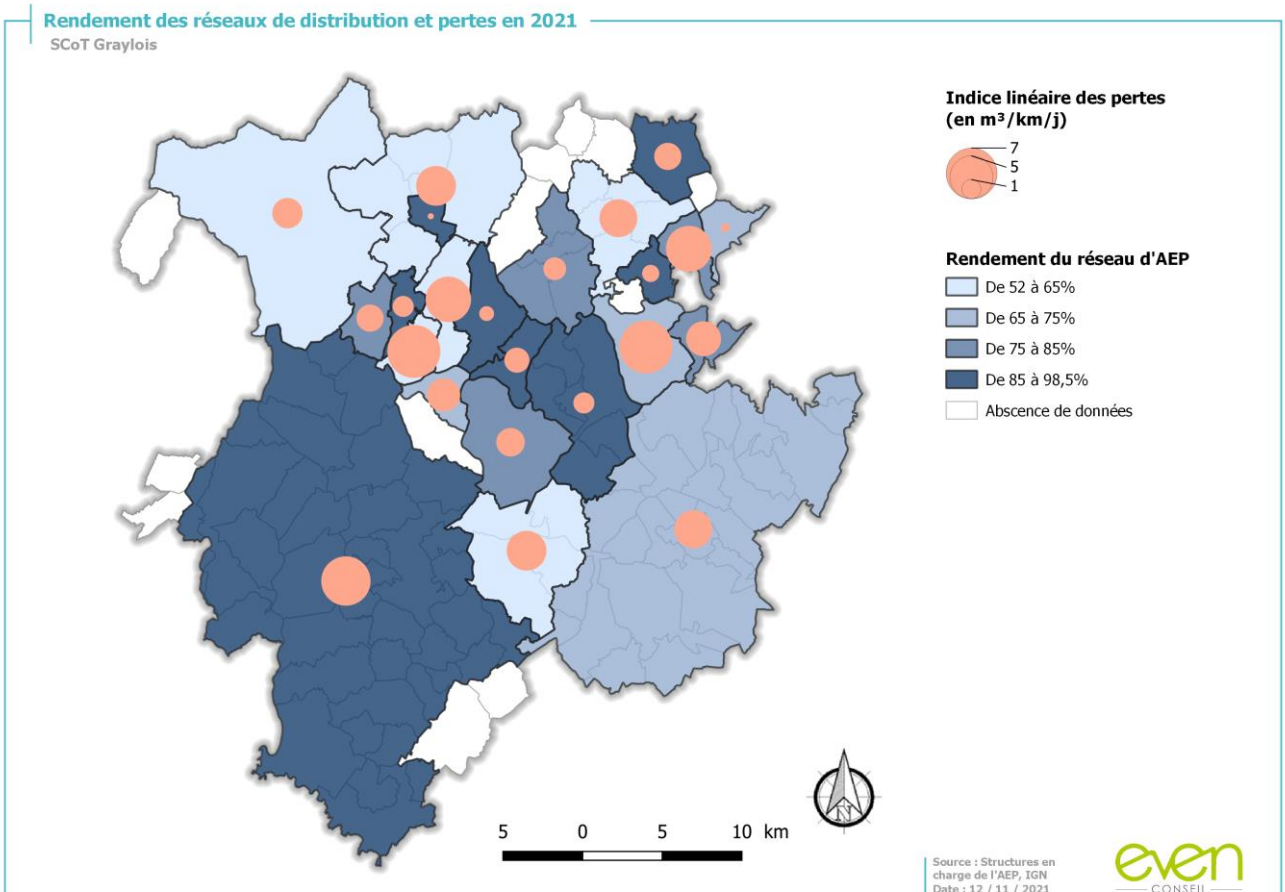 Rendement des réseaux de distribution et pertes en 2021
SCoT Graylois
Indice linéaire des pertes
(en m³/km/j)
7
5
1
Rendement du réseau d'AEP
De 52 à 65%
De 65 à 75%
De 75 à 85%
De 85 à 98,5%
Absence de données
N
5 0 5 10 km
Source : Structures en
charge de l'AEP, IGN
Date : 12 / 11 / 2021
even
CONSEIL